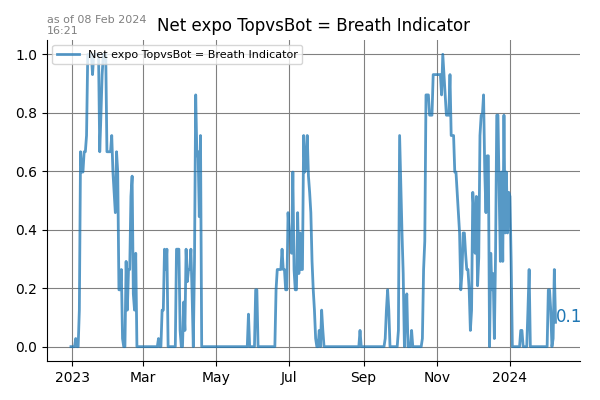 as of 08 Feb 2024
16:21
Net expo TopvsBot = Breath Indicator
Net expo TopvsBot = Breath Indicator
1.0
0.8
0.6
0.4
0.2
0.0
0.1
2023 Mar May Jul Sep Nov 2024